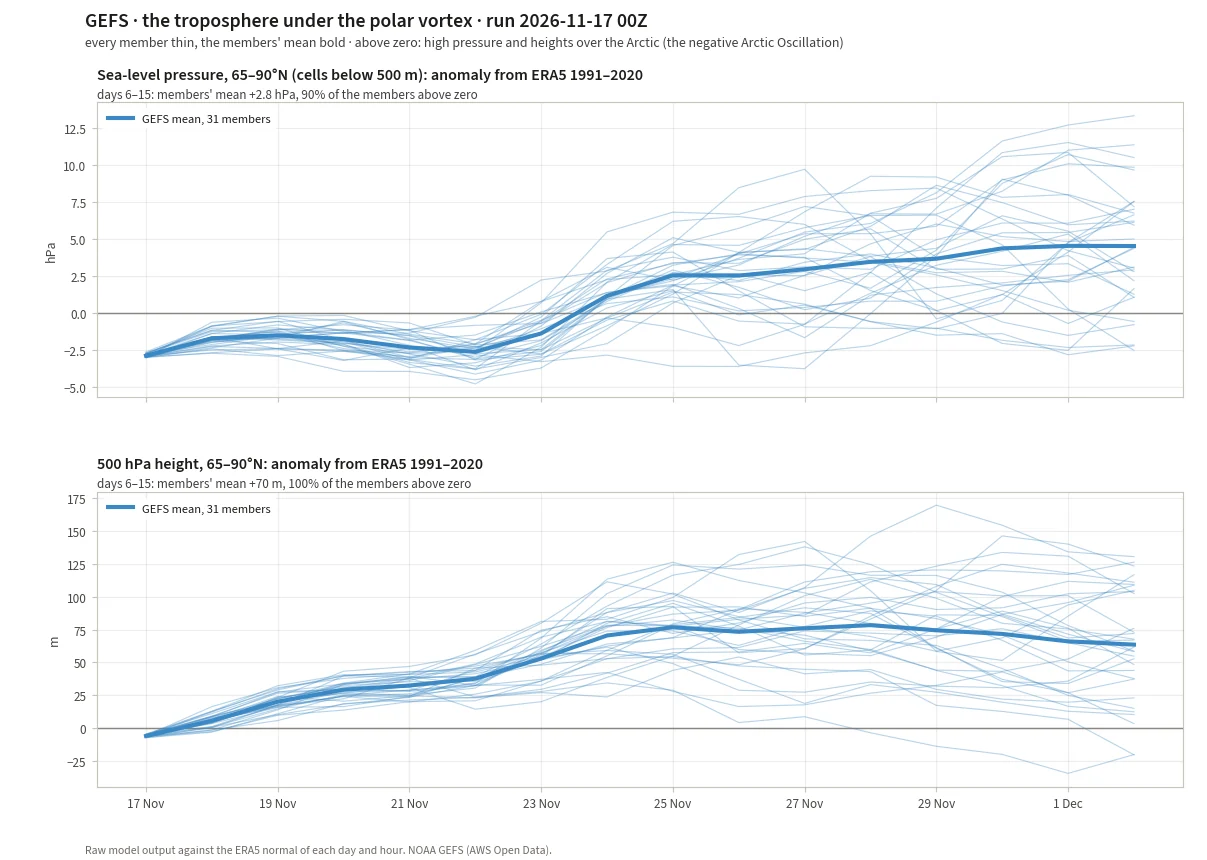 GEFS · the troposphere under the polar vortex · run 2026-11-17 00Z
every member thin, the members' mean bold · above zero: high pressure and heights over the Arctic (the negative Arctic Oscillation)
Sea-level pressure, 65–90°N (cells below 500 m): anomaly from ERA5 1991–2020
days 6–15: members' mean +2.8 hPa, 90% of the members above zero
GEFS mean, 31 members
12.5
10.0
7.5
5.0
2.5
0.0
−2.5
−5.0
hPa
500 hPa height, 65–90°N: anomaly from ERA5 1991–2020
days 6–15: members' mean +70 m, 100% of the members above zero
GEFS mean, 31 members
175
150
125
100
75
50
25
0
−25
m
17 Nov 19 Nov 21 Nov 23 Nov 25 Nov 27 Nov 29 Nov 1 Dec
Raw model output against the ERA5 normal of each day and hour. NOAA GEFS (AWS Open Data).